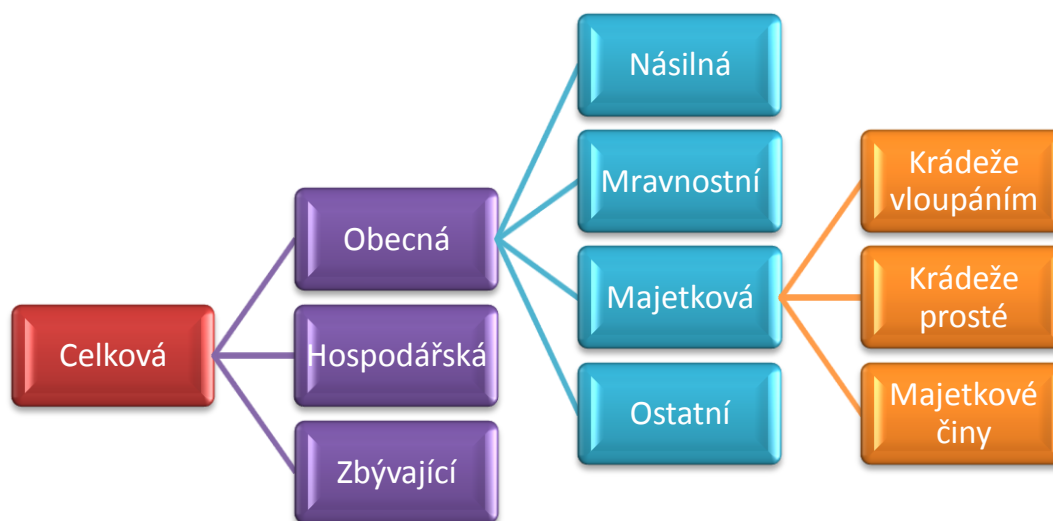 Celková
Obecná
Hospodářská
Zbývající
Násilná
Mravnostní
Majetková
Ostatní
Krádeže
vloupáním
Krádeže
prosté
Majetkové
činy